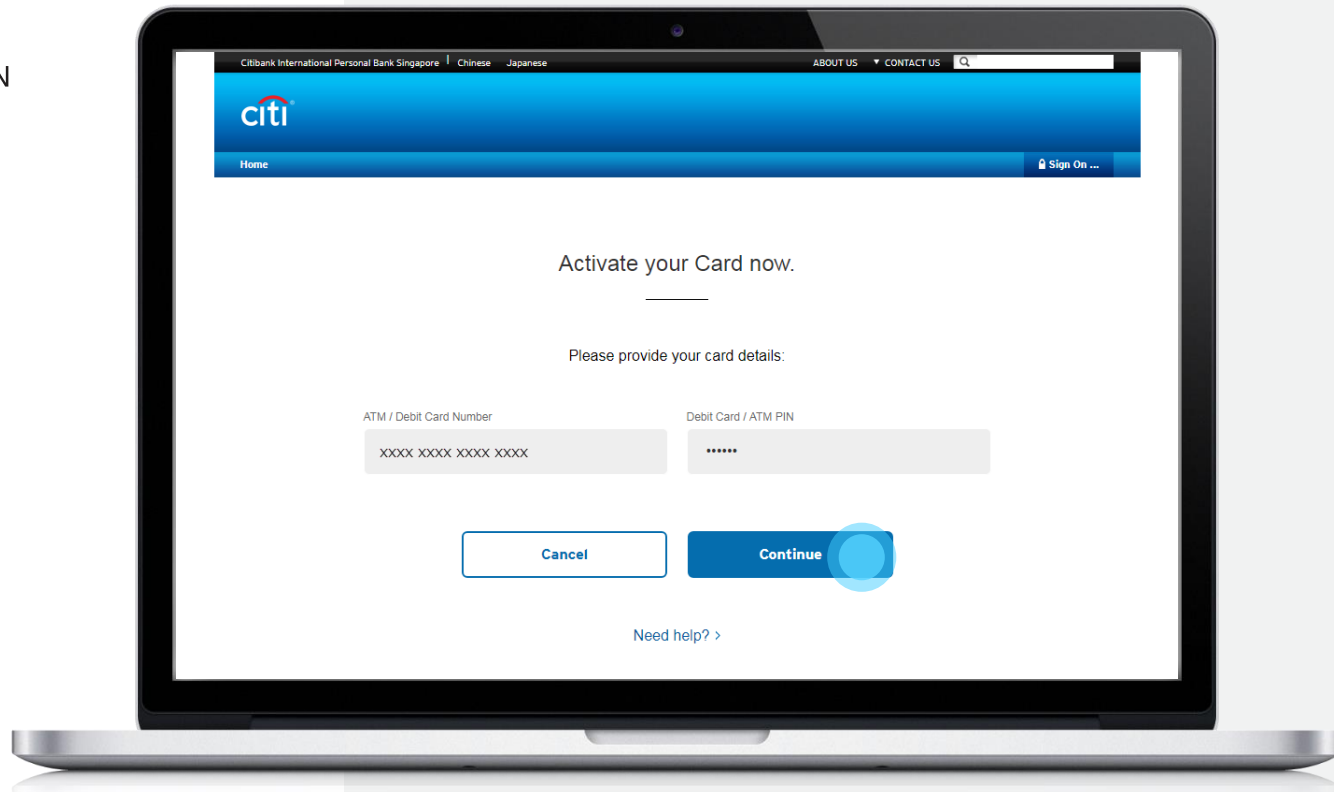 N
Citibank International Personal Bank Singapore | Chinese Japanese ABOUT US ▼ CONTACT US
citi®
Home Sign On ...
Activate your Card now.
Please provide your card details:
ATM / Debit Card Number Debit Card / ATM PIN
XXXX XXXX XXXX XXXX ••••••
Cancel Continue
Need help? >